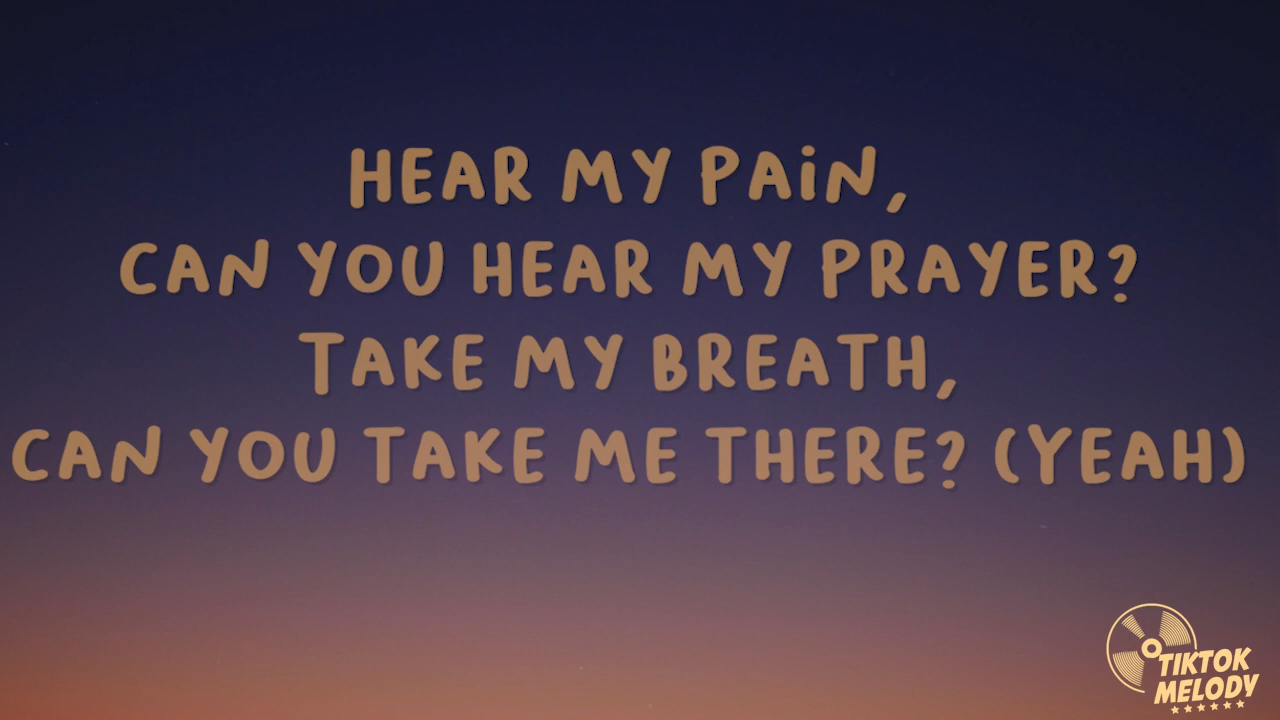 HEAR MY PAiN,
CAN YOU HEAR MY PRAYER?
TAKE MY BREATH,
CAN YOU TAKE ME THERE? (YEAH)
TIKTOK
MELODY